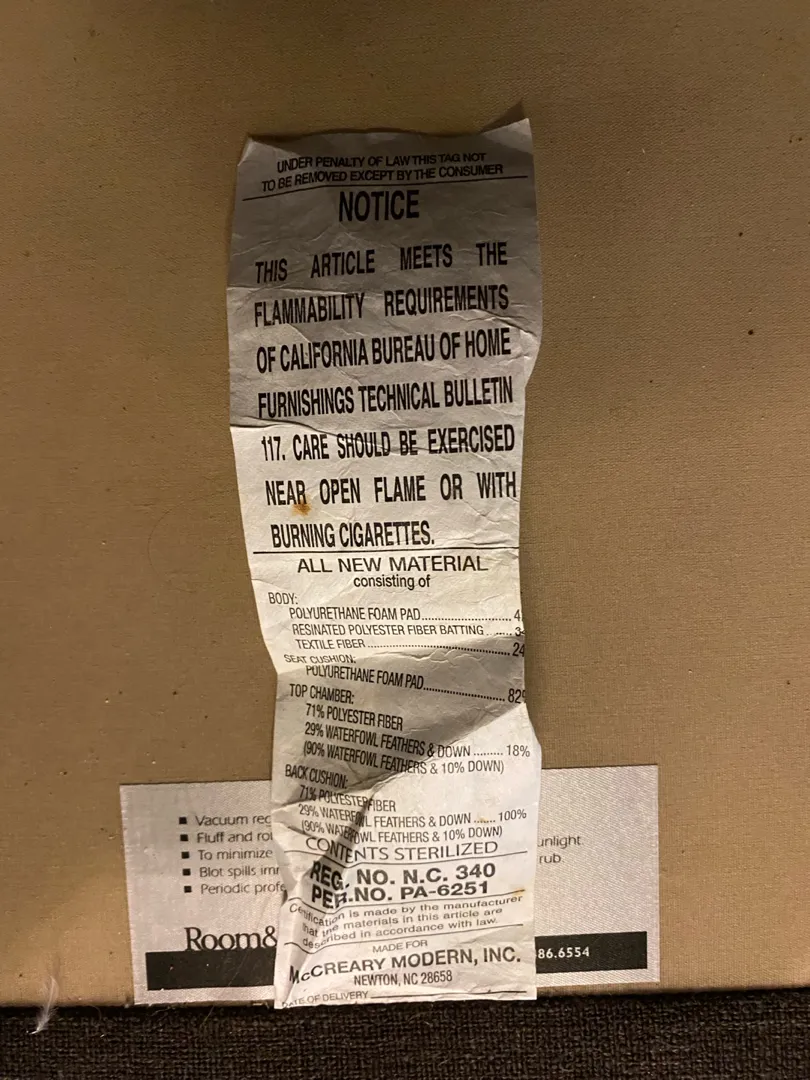 UNDER PENALTY OF LAW THIS TAG NOT
TO BE REMOVED EXCEPT BY THE CONSUMER
NOTICE
THIS ARTICLE MEETS THE
FLAMMABILITY REQUIREMENTS
OF CALIFORNIA BUREAU OF HOME
FURNISHINGS TECHNICAL BULLETIN
117. CARE SHOULD BE EXERCISED
NEAR OPEN FLAME OR WITH
BURNING CIGARETTES.
ALL NEW MATERIAL
consisting of
BODY:
POLYURETHANE FOAM PAD
RESINATED POLYESTER FIBER BATTING
TEXTILE FIBER
SEAT CUSHION:
POLYURETHANE FOAM PAD
TOP CHAMBER:
71% POLYESTER FIBER
29% WATERFOWL FEATHERS & DOWN ......... 18%
(90% WATERFOWL FEATHERS & 10% DOWN)
BACK CUSHION:
71% POLYESTER FIBER
29% WATERFOWL FEATHERS & DOWN ...... 100%
(90% WATERFOWL FEATHERS & 10% DOWN)
CONTENTS STERILIZED
REG. NO. N.C. 340
PER.NO. PA-6251
Certification is made by the manufacturer
that the materials in this article are
described in accordance with law.
MADE FOR
McCREARY MODERN, INC.
NEWTON, NC 28658
DATE OF DELIVERY
Vacuum
Fluff and
To minimize
Blot spills
Periodic
rub.
Room&
86.6554